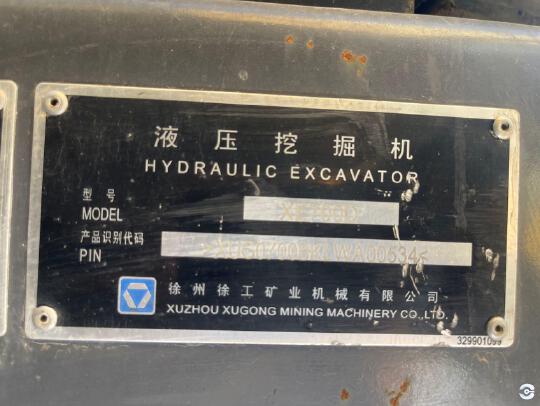 液压挖掘机
HYDRAULIC EXCAVATOR
型号
MODEL
产品识别代码
PIN
徐州徐工矿业机械有限公司
XUZHOU XUGONG MINING MACHINERY CO.,LTD.
329901099